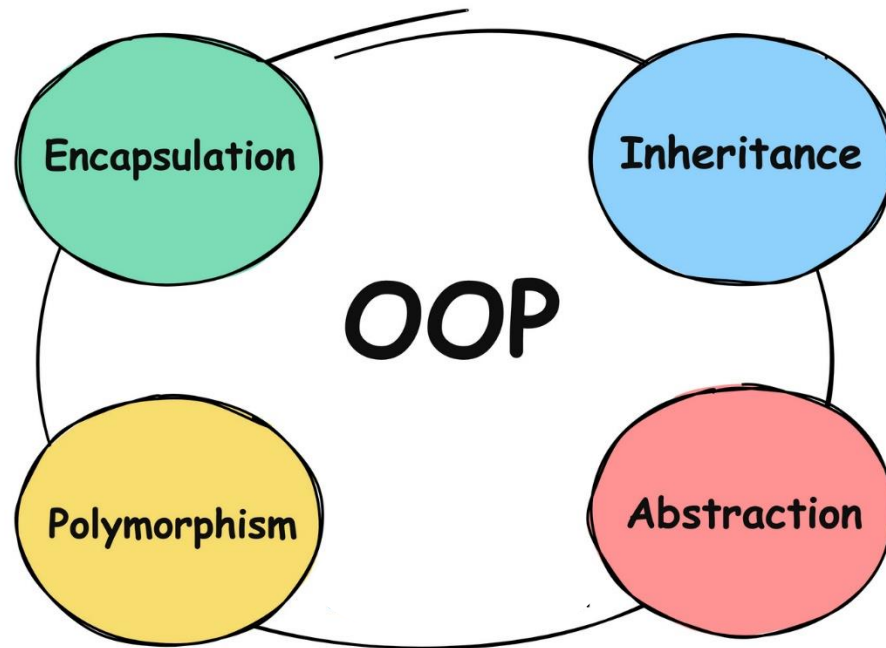 Encapsulation
Inheritance
OOP
Polymorphism
Abstraction